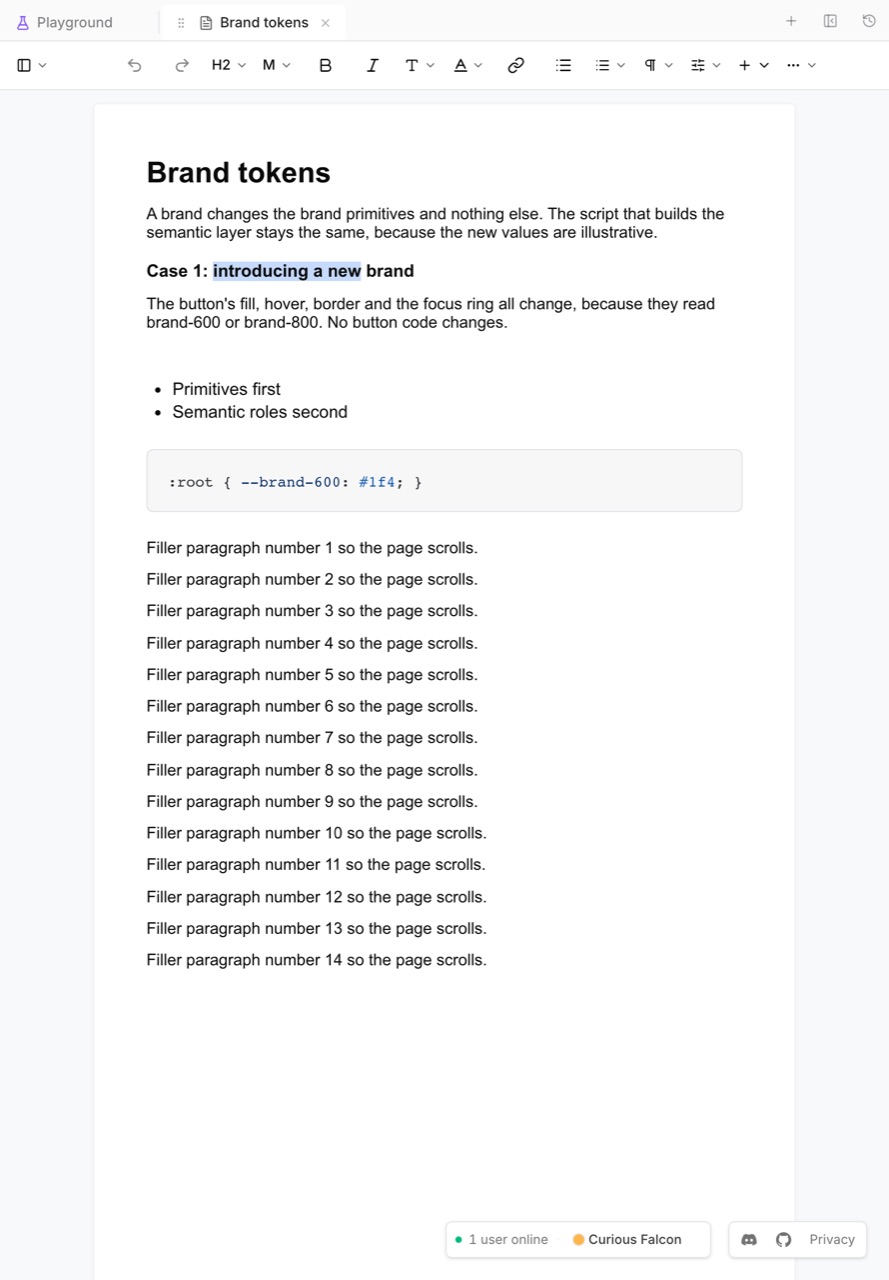 Playground
Brand tokens
H2 M B I T A
Brand tokens
A brand changes the brand primitives and nothing else. The script that builds the
semantic layer stays the same, because the new values are illustrative.
Case 1: introducing a new brand
The button's fill, hover, border and the focus ring all change, because they read
brand-600 or brand-800. No button code changes.
• Primitives first
• Semantic roles second
:root { --brand-600: #1f4; }
Filler paragraph number 1 so the page scrolls.
Filler paragraph number 2 so the page scrolls.
Filler paragraph number 3 so the page scrolls.
Filler paragraph number 4 so the page scrolls.
Filler paragraph number 5 so the page scrolls.
Filler paragraph number 6 so the page scrolls.
Filler paragraph number 7 so the page scrolls.
Filler paragraph number 8 so the page scrolls.
Filler paragraph number 9 so the page scrolls.
Filler paragraph number 10 so the page scrolls.
Filler paragraph number 11 so the page scrolls.
Filler paragraph number 12 so the page scrolls.
Filler paragraph number 13 so the page scrolls.
Filler paragraph number 14 so the page scrolls.
1 user online · Curious Falcon
Privacy